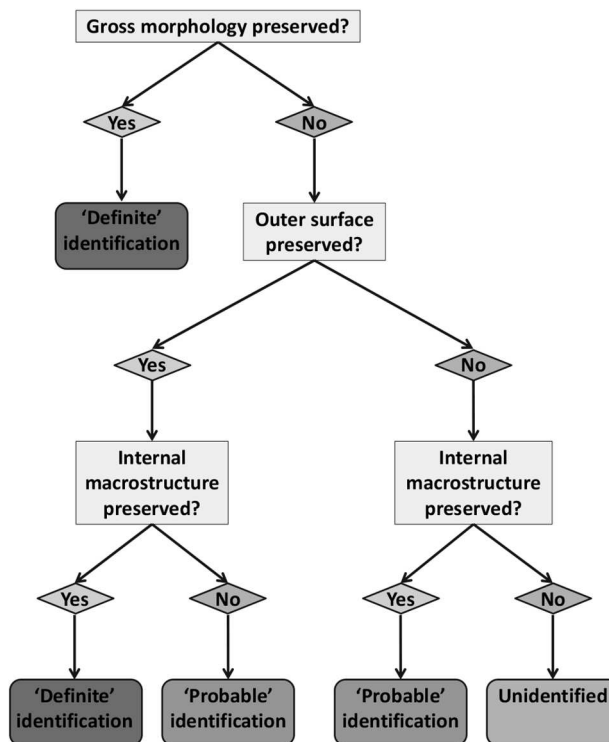 Gross morphology preserved?
Yes
No
‘Definite’
identification
Outer surface
preserved?
Yes
No
Internal
macrostructure
preserved?
Internal
macrostructure
preserved?
Yes
No
Yes
No
‘Definite’
identification
‘Probable’
identification
‘Probable’
identification
Unidentified